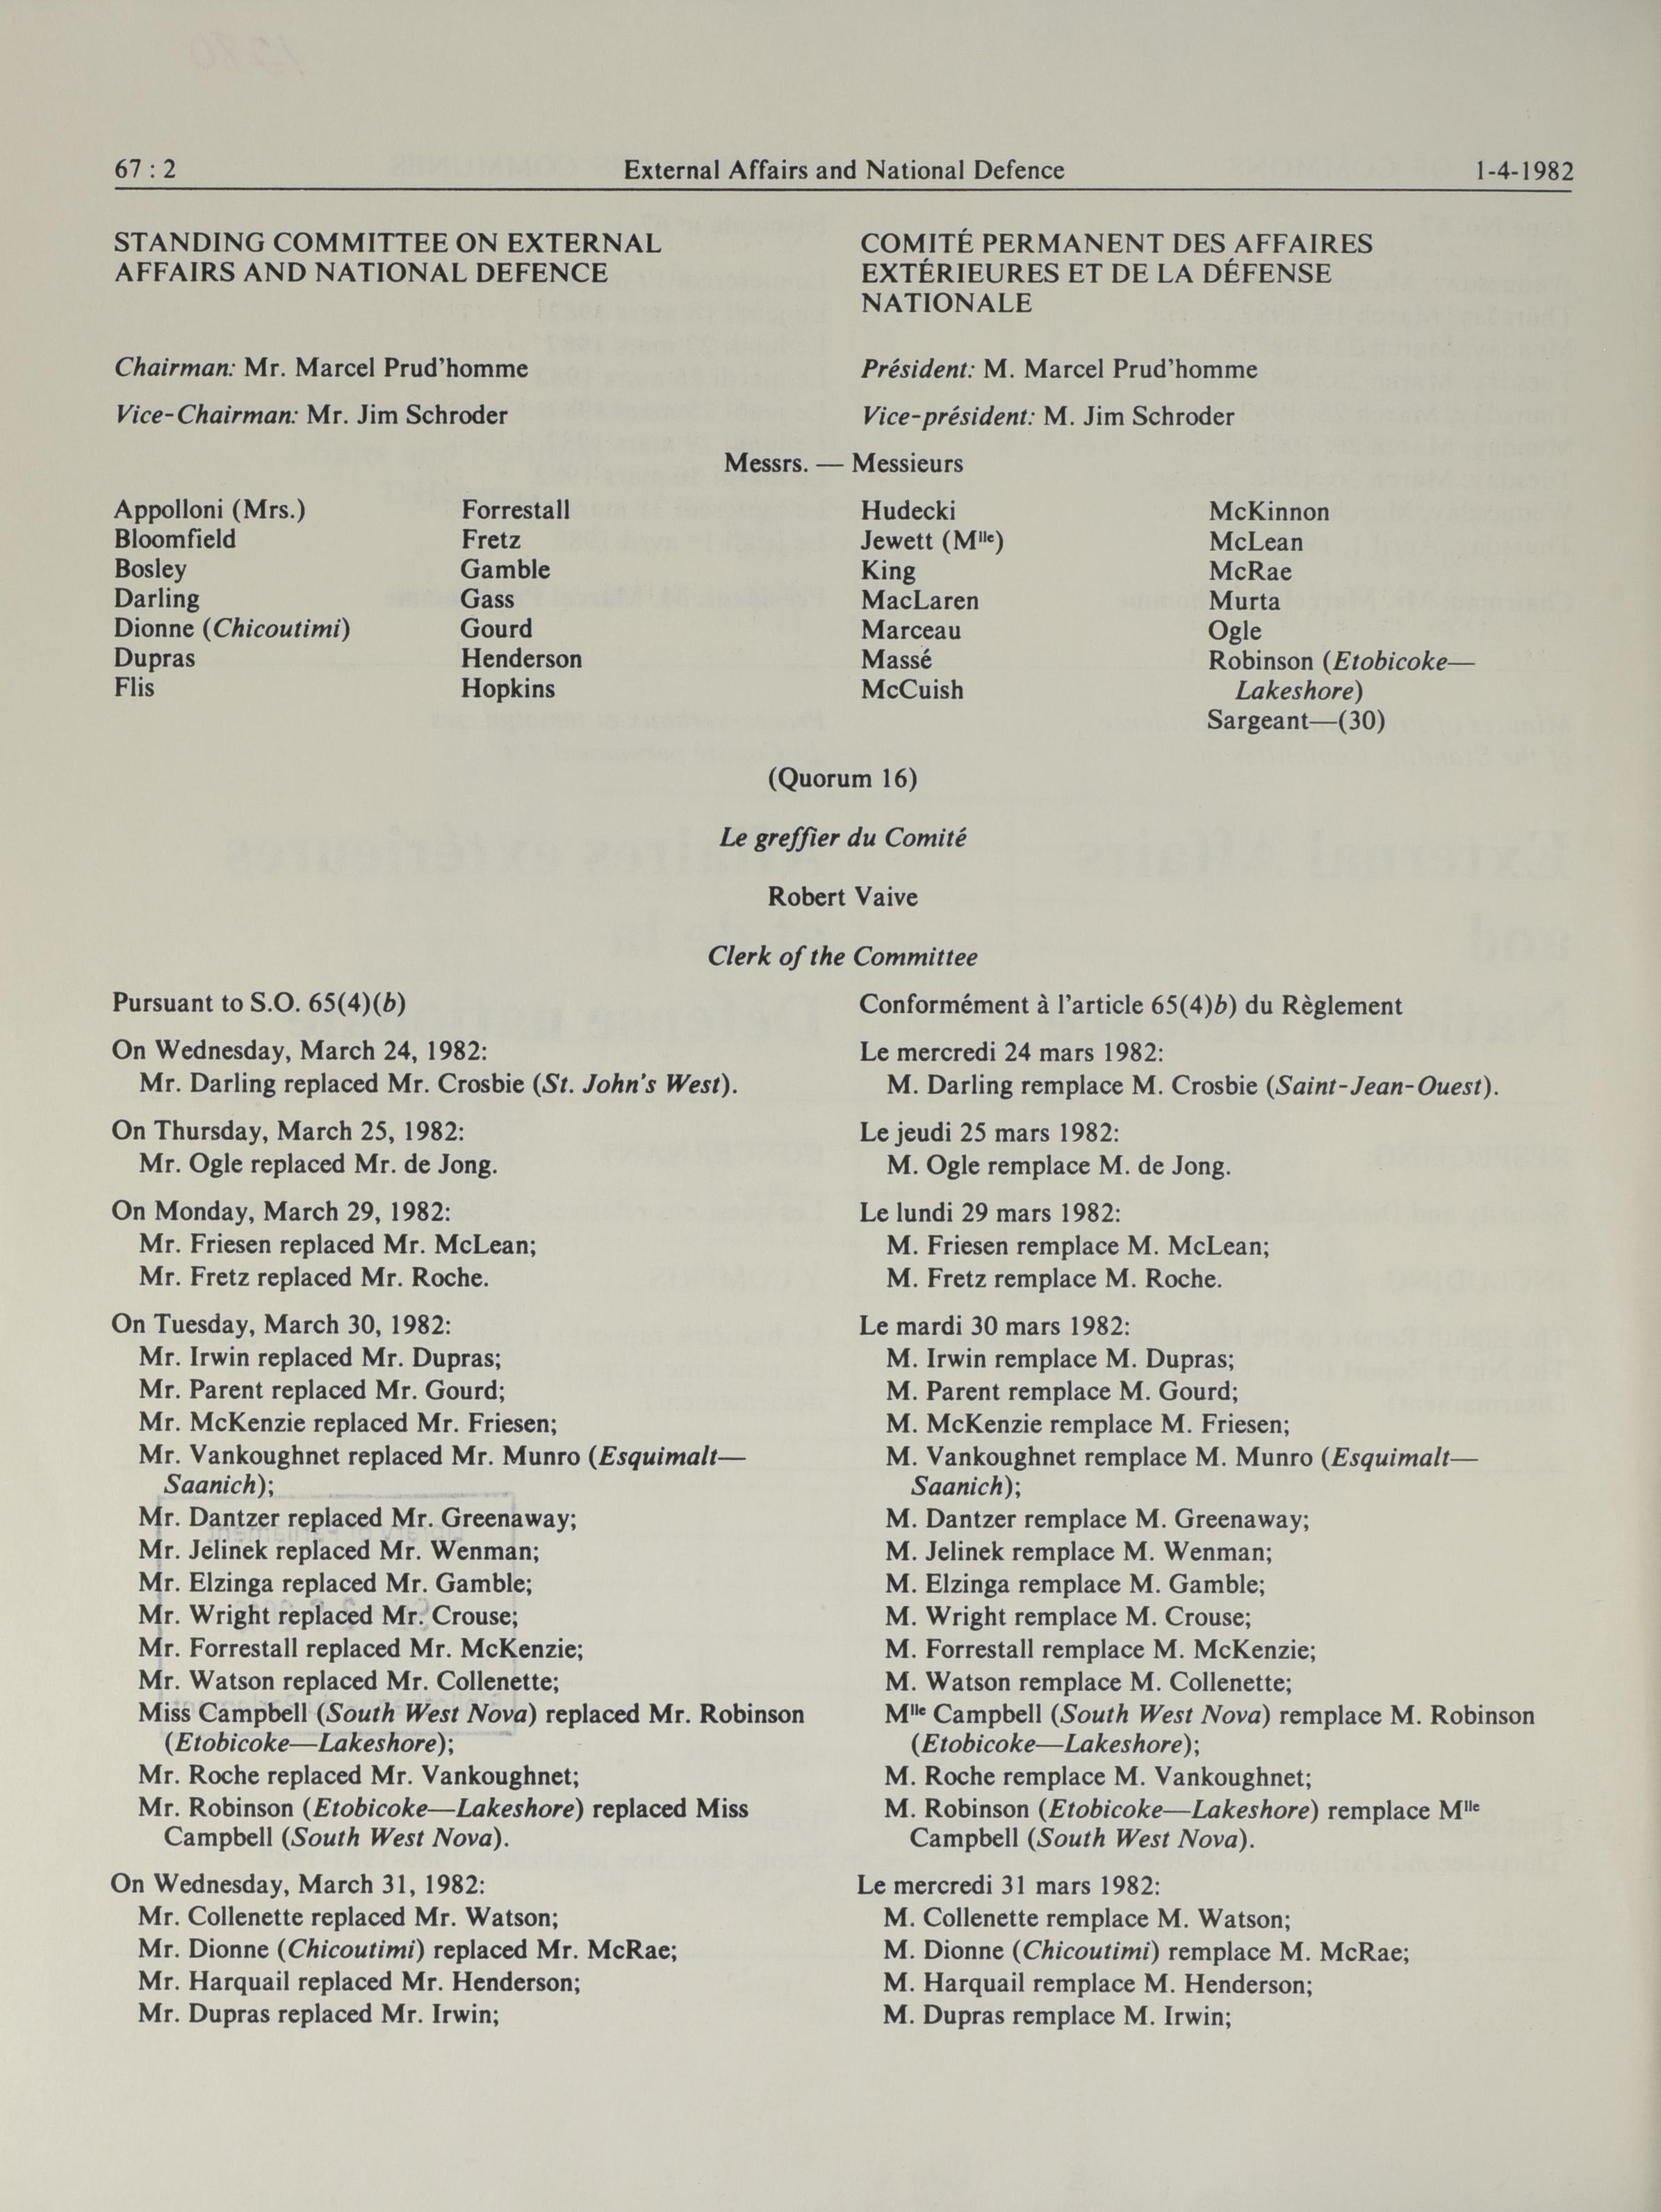 67 : 2 External Affairs and National Defence 1-4-1982
STANDING COMMITTEE ON EXTERNAL
AFFAIRS AND NATIONAL DEFENCE
Chairman: Mr. Marcel Prud'homme
Vice-Chairman: Mr. Jim Schroder
COMITÉ PERMANENT DES AFFAIRES
EXTÉRIEURES ET DE LA DÉFENSE
NATIONALE
Président: M. Marcel Prud'homme
Vice-président: M. Jim Schroder
Messrs. — Messieurs
Appolloni (Mrs.)
Bloomfield
Bosley
Darling
Dionne (Chicoutimi)
Dupras
Flis
Forrestall
Fretz
Gamble
Gass
Gourd
Henderson
Hopkins
Hudecki
Jewett (Mlle)
King
MacLaren
Marceau
Massé
McCuish
McKinnon
McLean
McRae
Murta
Ogle
Robinson (Etobicoke—
Lakeshore)
Sargeant—(30)
(Quorum 16)
Le greffier du Comité
Robert Vaive
Clerk of the Committee
Pursuant to S.O. 65(4)(b)
On Wednesday, March 24, 1982:
Mr. Darling replaced Mr. Crosbie (St. John's West).
On Thursday, March 25, 1982:
Mr. Ogle replaced Mr. de Jong.
On Monday, March 29, 1982:
Mr. Friesen replaced Mr. McLean;
Mr. Fretz replaced Mr. Roche.
On Tuesday, March 30, 1982:
Mr. Irwin replaced Mr. Dupras;
Mr. Parent replaced Mr. Gourd;
Mr. McKenzie replaced Mr. Friesen;
Mr. Vankoughnet replaced Mr. Munro (Esquimalt—
Saanich);
Mr. Dantzer replaced Mr. Greenaway;
Mr. Jelinek replaced Mr. Wenman;
Mr. Elzinga replaced Mr. Gamble;
Mr. Wright replaced Mr. Crouse;
Mr. Forrestall replaced Mr. McKenzie;
Mr. Watson replaced Mr. Collenette;
Miss Campbell (South West Nova) replaced Mr. Robinson
(Etobicoke—Lakeshore);
Mr. Roche replaced Mr. Vankoughnet;
Mr. Robinson (Etobicoke—Lakeshore) replaced Miss
Campbell (South West Nova).
On Wednesday, March 31, 1982:
Mr. Collenette replaced Mr. Watson;
Mr. Dionne (Chicoutimi) replaced Mr. McRae;
Mr. Harquail replaced Mr. Henderson;
Mr. Dupras replaced Mr. Irwin;
Conformément à l'article 65(4)b) du Règlement
Le mercredi 24 mars 1982:
M. Darling remplace M. Crosbie (Saint-Jean-Ouest).
Le jeudi 25 mars 1982:
M. Ogle remplace M. de Jong.
Le lundi 29 mars 1982:
M. Friesen remplace M. McLean;
M. Fretz remplace M. Roche.
Le mardi 30 mars 1982:
M. Irwin remplace M. Dupras;
M. Parent remplace M. Gourd;
M. McKenzie remplace M. Friesen;
M. Vankoughnet remplace M. Munro (Esquimalt—
Saanich);
M. Dantzer remplace M. Greenaway;
M. Jelinek remplace M. Wenman;
M. Elzinga remplace M. Gamble;
M. Wright remplace M. Crouse;
M. Forrestall remplace M. McKenzie;
M. Watson remplace M. Collenette;
Mlle Campbell (South West Nova) remplace M. Robinson
(Etobicoke—Lakeshore);
M. Roche remplace M. Vankoughnet;
M. Robinson (Etobicoke—Lakeshore) remplace Mlle
Campbell (South West Nova).
Le mercredi 31 mars 1982:
M. Collenette remplace M. Watson;
M. Dionne (Chicoutimi) remplace M. McRae;
M. Harquail remplace M. Henderson;
M. Dupras remplace M. Irwin;